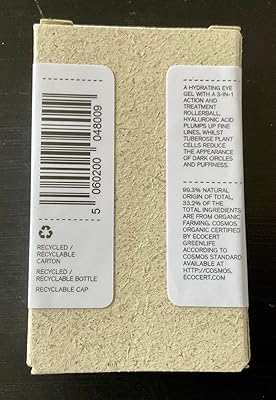 5 060200 048009
RECYCLED /
RECYCLABLE
CARTON
RECYCLED /
RECYCLABLE BOTTLE
RECYCLABLE CAP
A HYDRATING EYE
GEL WITH A 3-IN-1
ACTION AND
TREATMENT
ROLLERBALL.
HYALURONIC ACID
PLUMPS UP FINE
LINES, WHILST
TUBEROSE PLANT
CELLS REDUCE
THE APPEARANCE
OF DARK CIRCLES
AND PUFFINESS.
99.3% NATURAL
ORIGIN OF TOTAL,
33.2% OF THE
TOTAL INGREDIENTS
ARE FROM ORGANIC
FARMING. COSMOS
ORGANIC CERTIFIED
BY ECOCERT
GREENLIFE
ACCORDING TO
COSMOS STANDARD
AVAILABLE AT
HTTP://COSMOS.
ECOCERT.COM